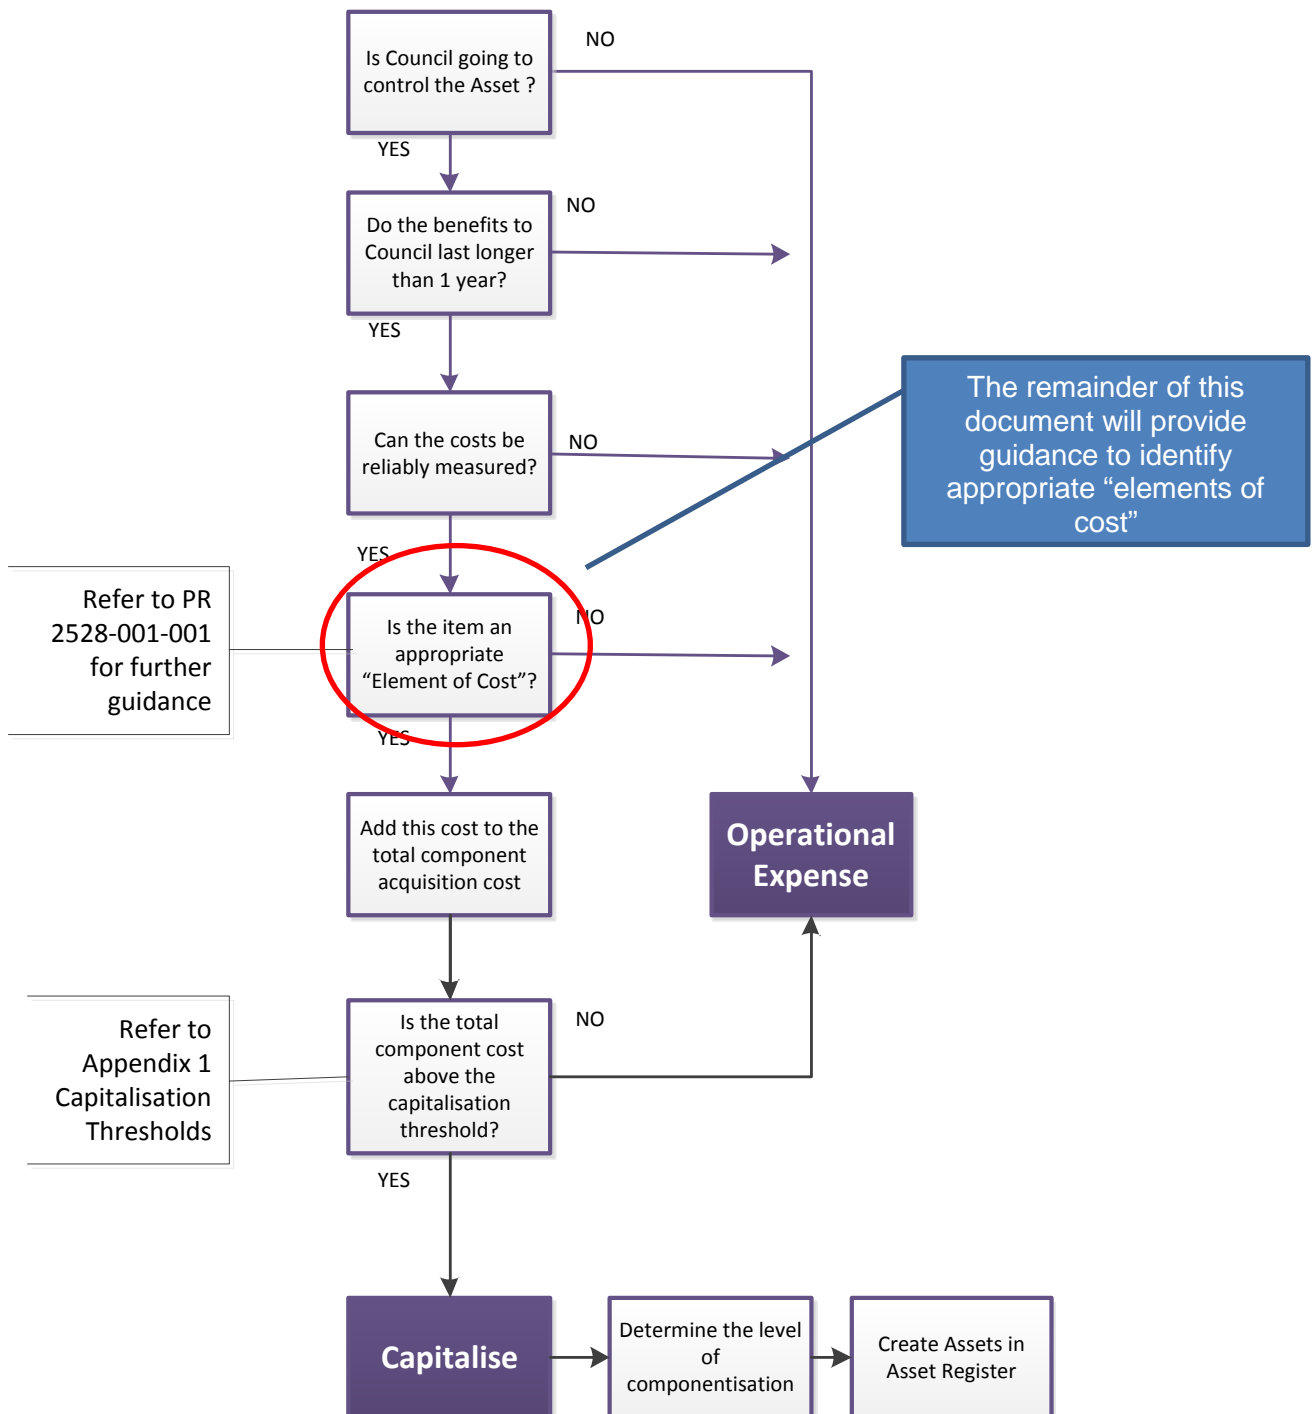 Is Council going to
control the Asset ?
NO
YES
Do the benefits to
Council last longer
than 1 year?
NO
YES
Can the costs be
reliably measured?
NO
The remainder of this
document will provide
guidance to identify
appropriate “elements of
cost”
YES
Refer to PR
2528-001-001
for further
guidance
Is the item an
appropriate
“Element of Cost”?
NO
YES
Add this cost to the
total component
acquisition cost
Operational
Expense
Refer to
Appendix 1
Capitalisation
Thresholds
Is the total
component cost
above the
capitalisation
threshold?
NO
YES
Capitalise
Determine the level
of
componentisation
Create Assets in
Asset Register